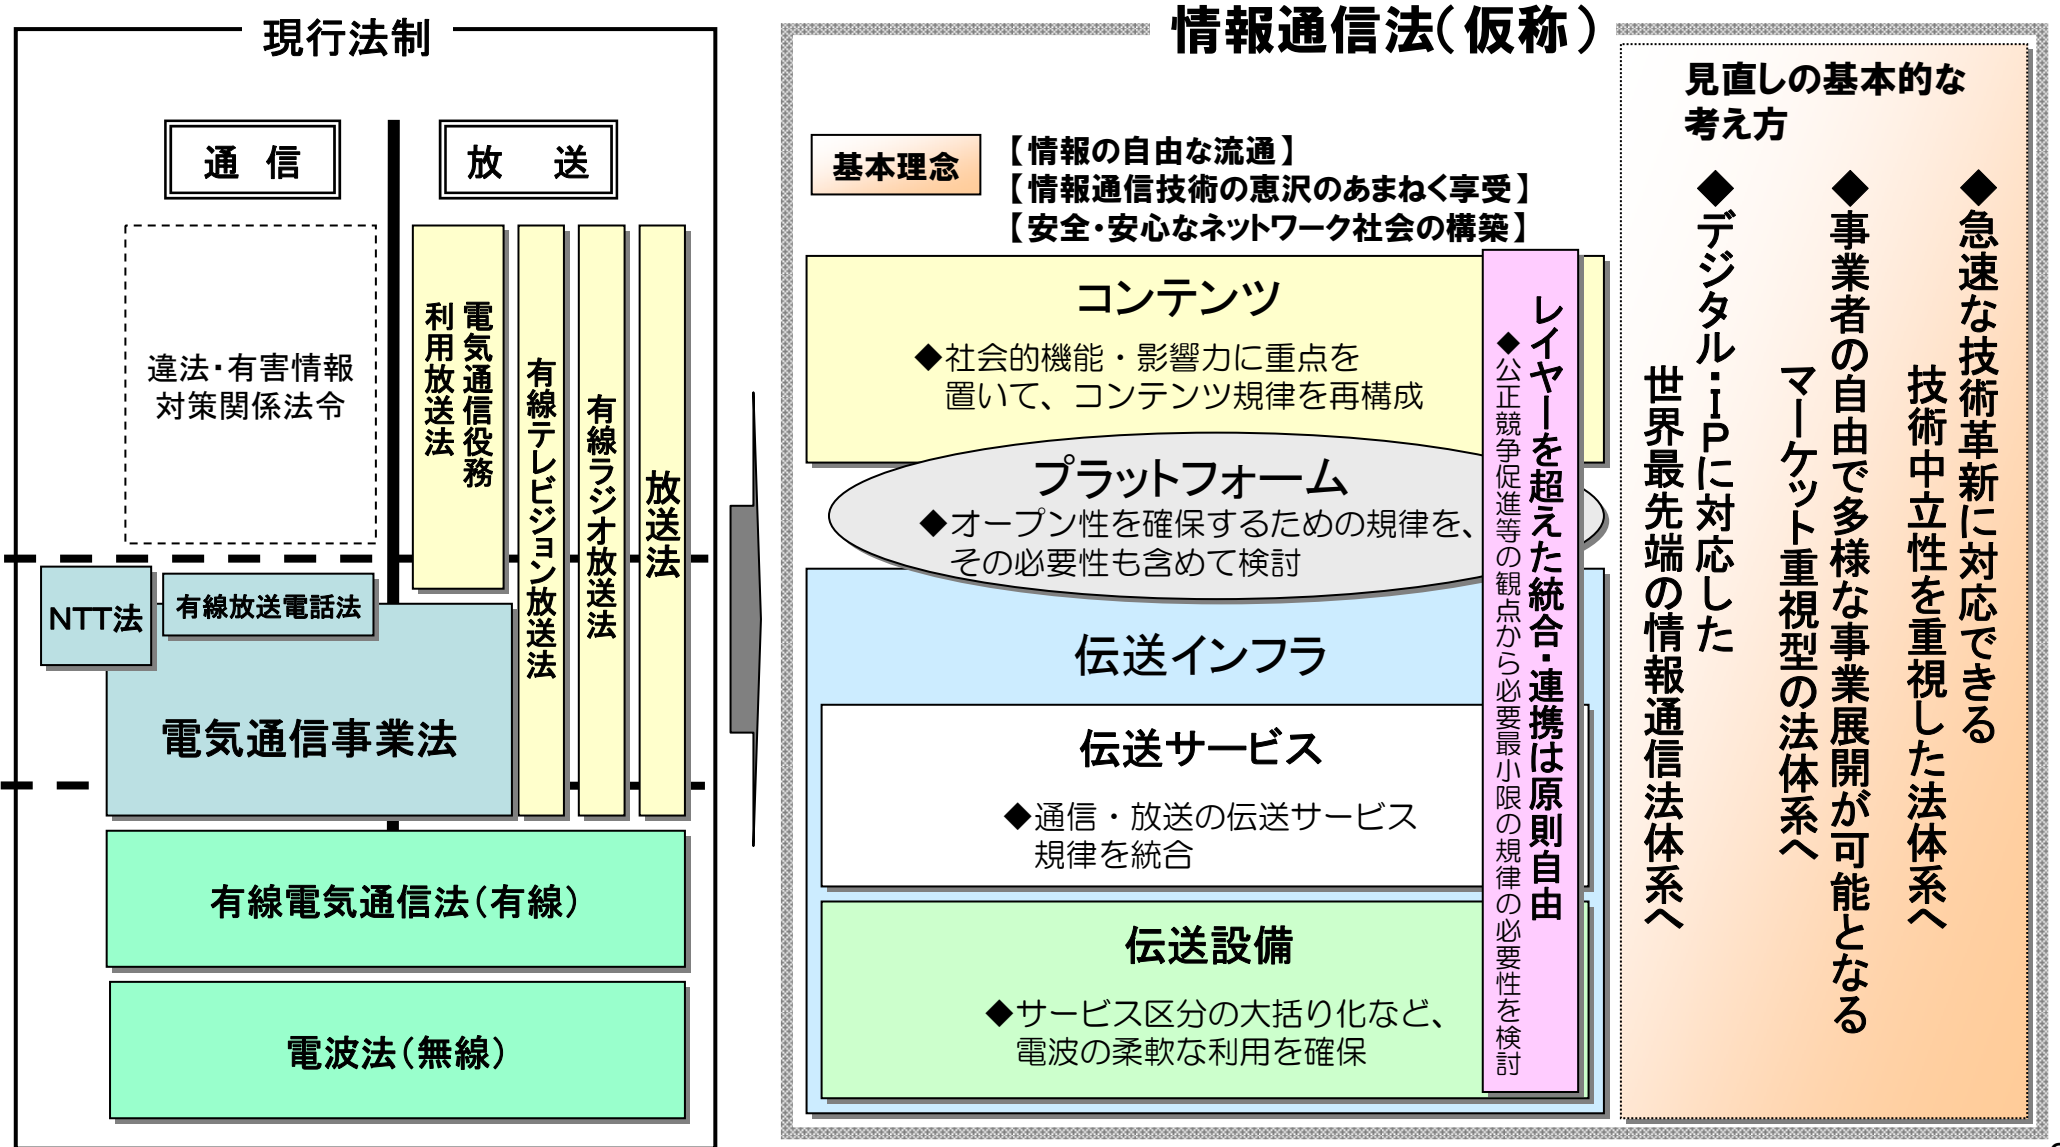 現行法制
通 信
放 送
違法・有害情報
対策関係法令
電気通信役務
利用放送法
有線テレビジョン放送法
有線ラジオ放送法
放送法
NTT法
有線放送電話法
電気通信事業法
有線電気通信法(有線)
電波法(無線)
情報通信法(仮称)
基本理念
【情報の自由な流通】
【情報通信技術の恵沢のあまねく享受】
【安全・安心なネットワーク社会の構築】
コンテンツ
◆社会的機能・影響力に重点を
置いて、コンテンツ規律を再構成
プラットフォーム
◆オープン性を確保するための規律を、
その必要性も含めて検討
伝送インフラ
伝送サービス
◆通信・放送の伝送サービス
規律を統合
伝送設備
◆サービス区分の大括り化など、
電波の柔軟な利用を確保
レイヤーを超えた統合・連携は原則自由
◆公正競争促進等の観点から必要最小限の規律の必要性を検討
見直しの基本的な
考え方
◆急速な技術革新に対応できる
技術中立性を重視した法体系へ
◆事業者の自由で多様な事業展開が可能となる
マーケット重視型の法体系へ
◆デジタル・IPに対応した
世界最先端の情報通信法体系へ